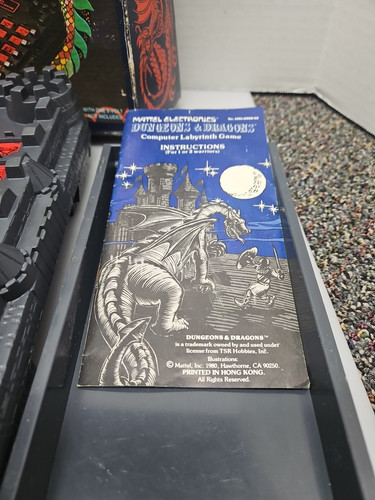 MATTEL ELECTRONICS®
DUNGEONS & DRAGONS™
Computer Labyrinth Game
INSTRUCTIONS
(For 1 or 2 warriors)
DUNGEONS & DRAGONS™
is a trademark owned by and used under
license from TSR Hobbies, Inc.
Illustrations:
© Mattel, Inc. 1980, Hawthorne, CA 90250.
PRINTED IN HONG KONG.
All Rights Reserved.